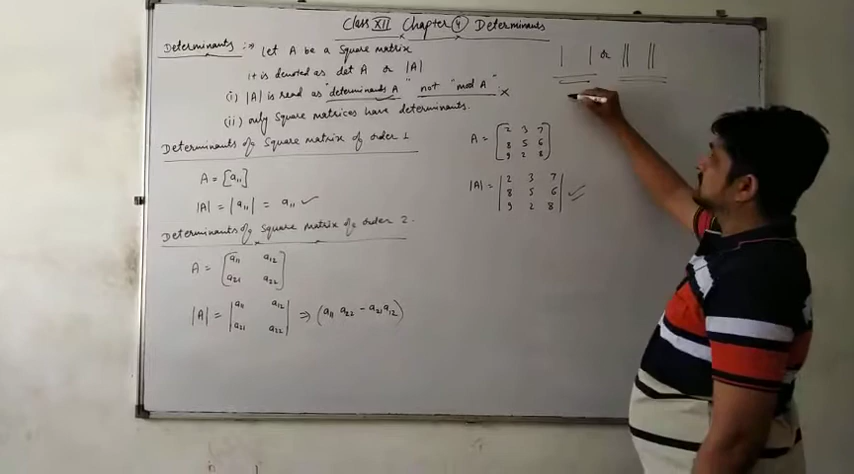 Class XII Chapter 4 Determinants
Determinants :→ Let A be a Square matrix
it is denoted as det A or |A|
(i) |A| is read as "determinants A" not "mod A" x
(ii) only Square matrices have determinants.
Determinants of a Square matrix of order 1
A = [a₁₁]
|A| = |a₁₁| = a₁₁ ✓
Determinants of a Square matrix of order 2.
A = [a₁₁ a₁₂
a₂₁ a₂₂]
|A| = |a₁₁ a₁₂
a₂₁ a₂₂| ⇒ (a₁₁ a₂₂ − a₂₁ a₁₂)
| | or || ||
A = [2 3 7
8 5 6
9 2 8]
|A| = |2 3 7
8 5 6
9 2 8| ✓